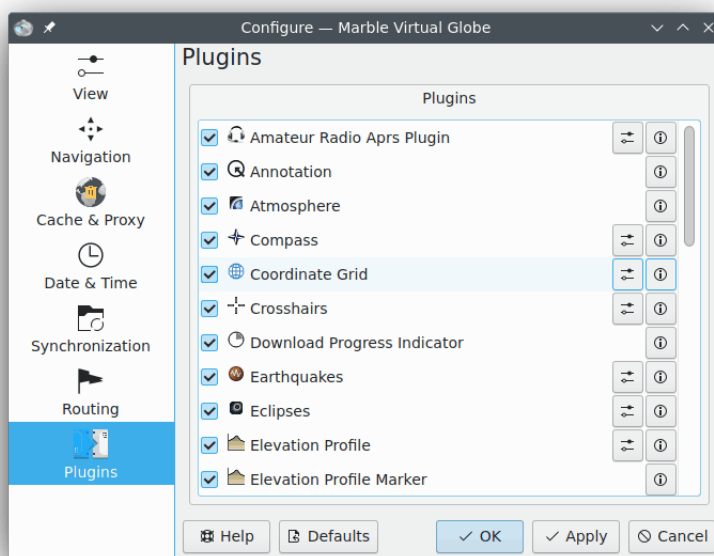 Configure — Marble Virtual Globe
View
Navigation
Cache & Proxy
Date & Time
Synchronization
Routing
Plugins
Plugins
Plugins
Amateur Radio Aprs Plugin
Annotation
Atmosphere
Compass
Coordinate Grid
Crosshairs
Download Progress Indicator
Earthquakes
Eclipses
Elevation Profile
Elevation Profile Marker
Help
Defaults
OK
Apply
Cancel